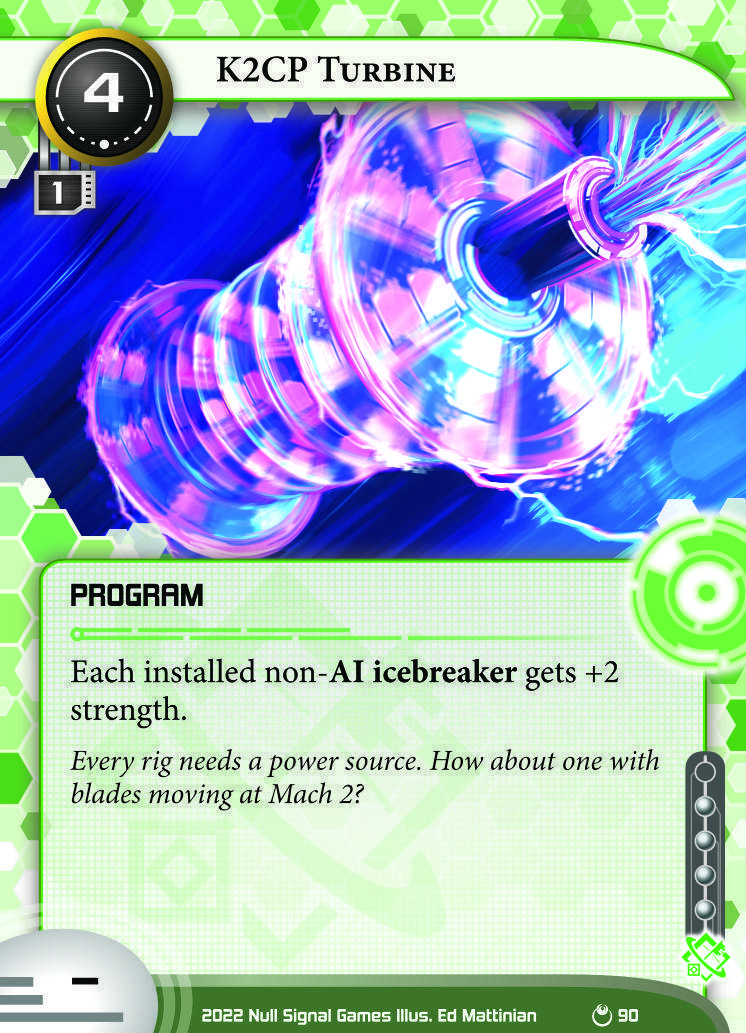 K2CP Turbine
4
1
PROGRAM
Each installed non-AI icebreaker gets +2
strength.
Every rig needs a power source. How about one with
blades moving at Mach 2?
2022 Null Signal Games Illus. Ed Mattinian
90